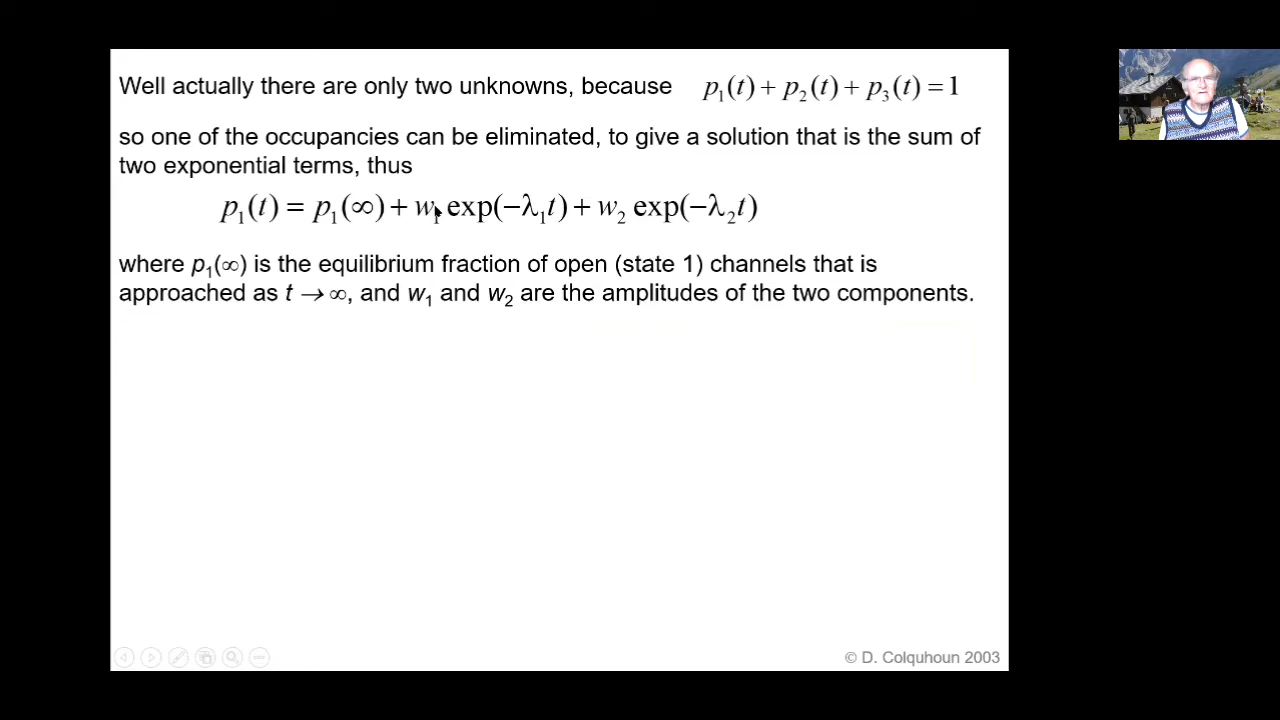 Well actually there are only two unknowns, because p₁(t) + p₂(t) + p₃(t) = 1
so one of the occupancies can be eliminated, to give a solution that is the sum of
two exponential terms, thus
p₁(t) = p₁(∞) + w₁ exp(−λ₁t) + w₂ exp(−λ₂t)
where p₁(∞) is the equilibrium fraction of open (state 1) channels that is
approached as t → ∞, and w₁ and w₂ are the amplitudes of the two components.
© D. Colquhoun 2003